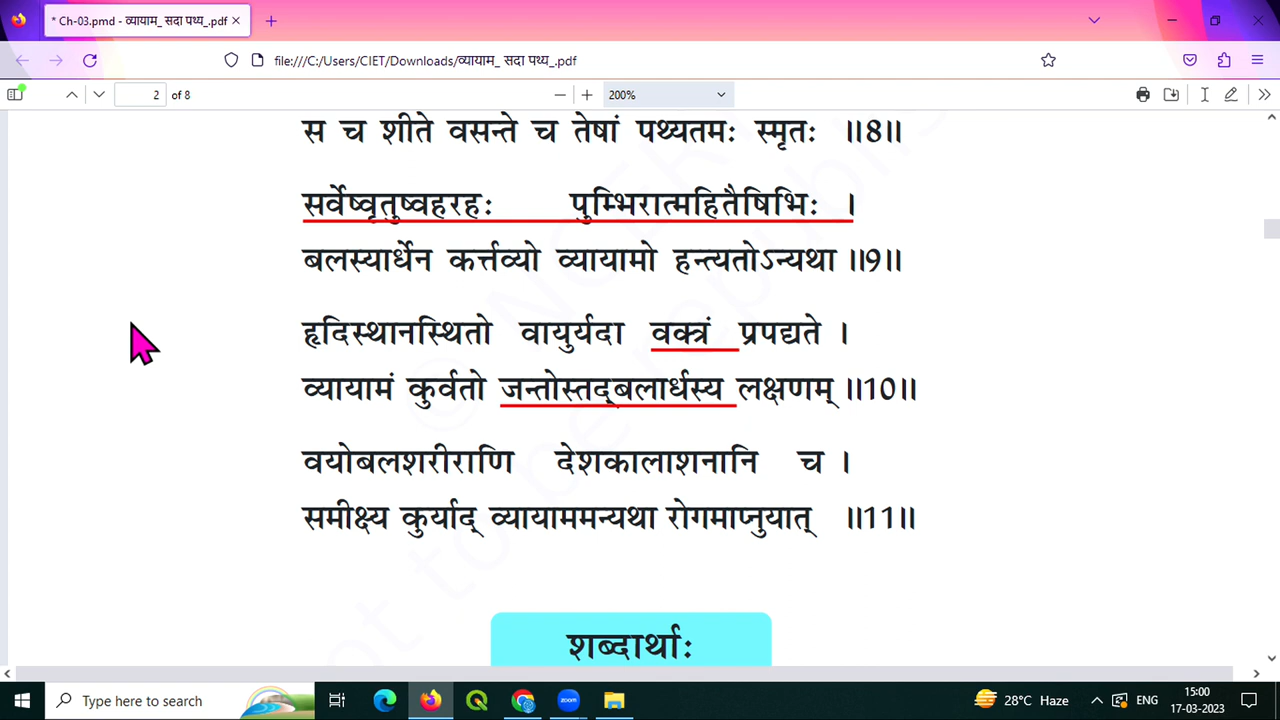 * Ch-03.pmd - व्यायाम_ सदा पथ्य_.pdf
file:///C:/Users/CIET/Downloads/व्यायाम_ सदा पथ्य_.pdf
2 of 8
200%
स च शीते वसन्ते च तेषां पथ्यतमः स्मृतः ॥8॥
सर्वेष्वृतुष्वहरहः पुम्भिरात्महितैषिभिः ।
बलस्यार्धेन कर्त्तव्यो व्यायामो हन्त्यतोऽन्यथा ॥9॥
हृदिस्थानस्थितो वायुर्यदा वक्त्रं प्रपद्यते ।
व्यायामं कुर्वतो जन्तोस्तद्बलार्धस्य लक्षणम् ॥10॥
वयोबलशरीराणि देशकालाशनानि च ।
समीक्ष्य कुर्याद् व्यायाममन्यथा रोगमाप्नुयात् ॥11॥
शब्दार्थाः
Type here to search
zoom
28°C Haze
ENG
15:00
17-03-2023